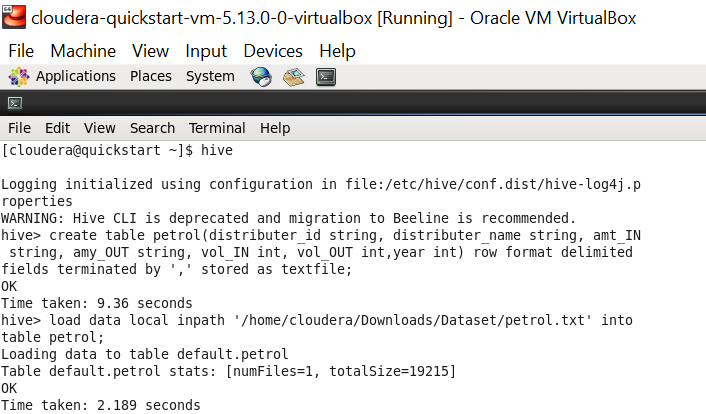 cloudera-quickstart-vm-5.13.0-0-virtualbox [Running] - Oracle VM VirtualBox
File Machine View Input Devices Help
Applications Places System
File Edit View Search Terminal Help
[cloudera@quickstart ~]$ hive
Logging initialized using configuration in file:/etc/hive/conf.dist/hive-log4j.p
roperties
WARNING: Hive CLI is deprecated and migration to Beeline is recommended.
hive> create table petrol(distributer_id string, distributer_name string, amt_IN
 string, amy_OUT string, vol_IN int, vol_OUT int,year int) row format delimited
fields terminated by ',' stored as textfile;
OK
Time taken: 9.36 seconds
hive> load data local inpath '/home/cloudera/Downloads/Dataset/petrol.txt' into
table petrol;
Loading data to table default.petrol
Table default.petrol stats: [numFiles=1, totalSize=19215]
OK
Time taken: 2.189 seconds